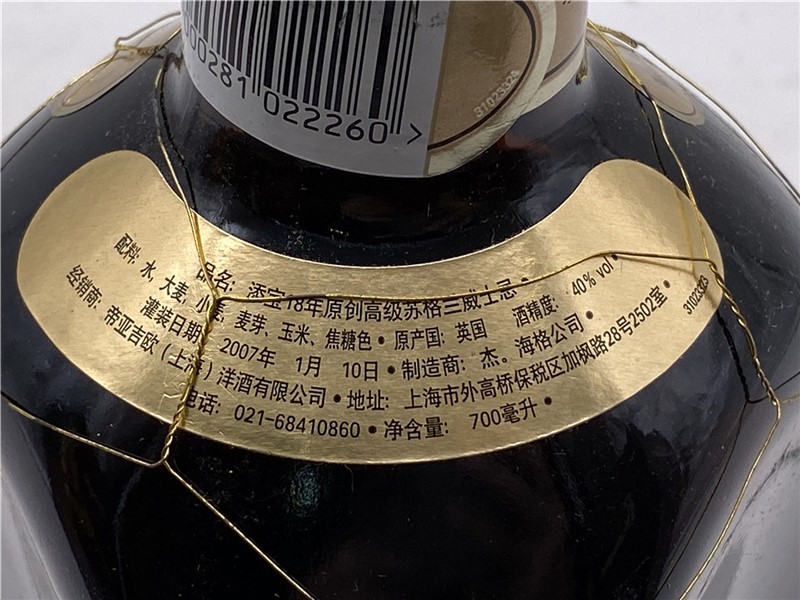 000281 022260 >
31023324
品名: 添宝18年原创高级苏格兰威士忌 •
配料: 水, 大麦, 小麦, 麦芽、玉米、焦糖色 • 原产国: 英国 酒精度: 40% vol •
灌装日期: 2007年 1月 10日 • 制造商: 杰。海格公司 •
经销商: 帝亚吉欧 (上海) 洋酒有限公司 • 地址: 上海市外高桥保税区加枫路28号2502室 •
电话: 021-68410860 • 净含量: 700毫升 •
3102323